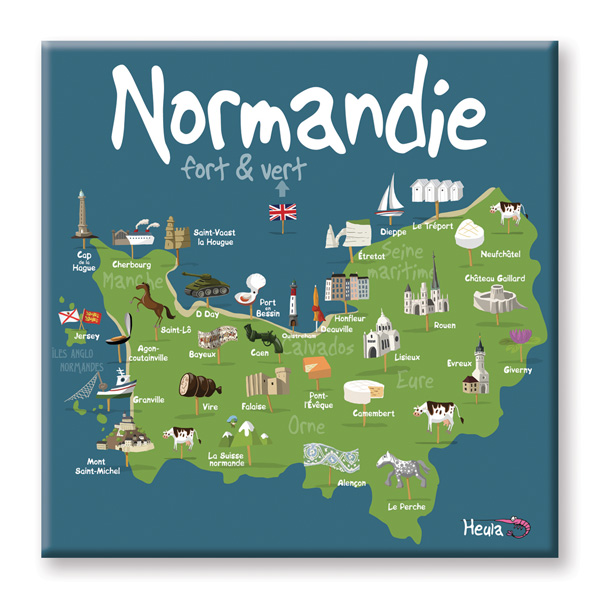 Normandie
fort & vert
Cap
de la
Hague
Cherbourg
Saint-Vaast
la Hougue
Étretot
Dieppe
Le Tréport
Neufchâtel
Seine
maritime
Manche
D Day
Port
en
Bessin
Ouistreham
Honfleur
Deauville
Rouen
Château Gaillard
Jersey
ÎLES ANGLO
NORMANDES
Agon-
coutainville
Saint-Lô
Bayeux
Caen
Calvados
Lisieux
Evreux
Giverny
Granville
Vire
Falaise
Pont-
l'Évêque
Camembert
Eure
Orne
Mont
Saint-Michel
La Suisse
normande
Alençon
Le Perche
Heula